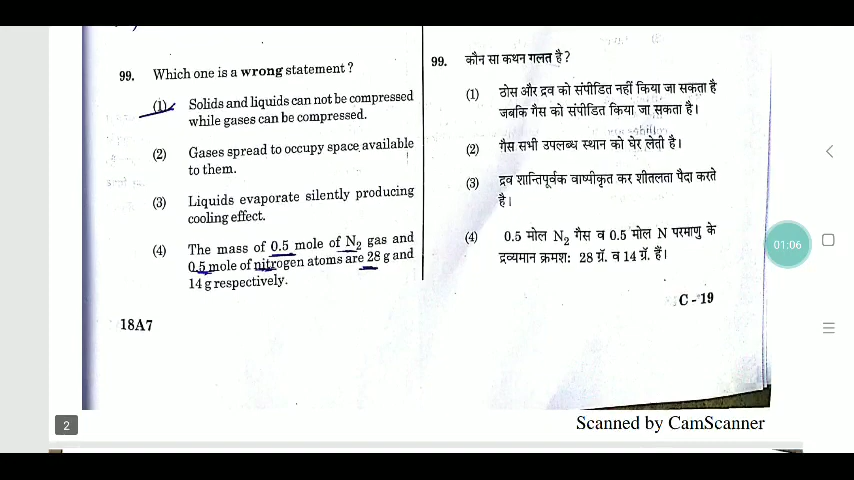 99. Which one is a wrong statement ?
(1) Solids and liquids can not be compressed
while gases can be compressed.
(2) Gases spread to occupy space available
to them.
(3) Liquids evaporate silently producing
cooling effect.
(4) The mass of 0.5 mole of N₂ gas and
0.5 mole of nitrogen atoms are 28 g and
14 g respectively.
18A7
99. कौन सा कथन गलत है ?
(1) ठोस और द्रव को संपीडित नहीं किया जा सकता है
जबकि गैस को संपीडित किया जा सकता है।
(2) गैस सभी उपलब्ध स्थान को घेर लेती है।
(3) द्रव शान्तिपूर्वक वाष्पीकृत कर शीतलता पैदा करते
है।
(4) 0.5 मोल N₂ गैस व 0.5 मोल N परमाणु के
द्रव्यमान क्रमशः 28 ग्रॅ. व 14 ग्रॅ. हैं।
C - 19
01:06
2
Scanned by CamScanner